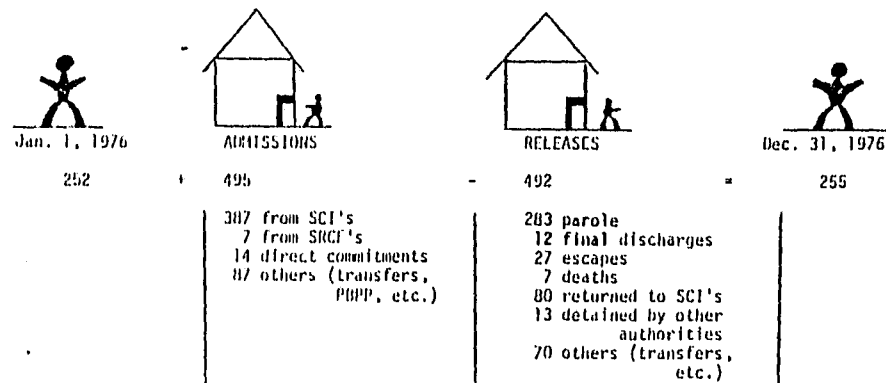 Jan. 1, 1976 ADMISSIONS RELEASES Dec. 31, 1976
252 + 495 - 492 = 255
387 from SCI's
7 from SRCF's
14 direct commitments
87 others (transfers,
PBPP, etc.)
283 parole
12 final discharges
27 escapes
7 deaths
80 returned to SCI's
13 detained by other
authorities
70 others (transfers,
etc.)